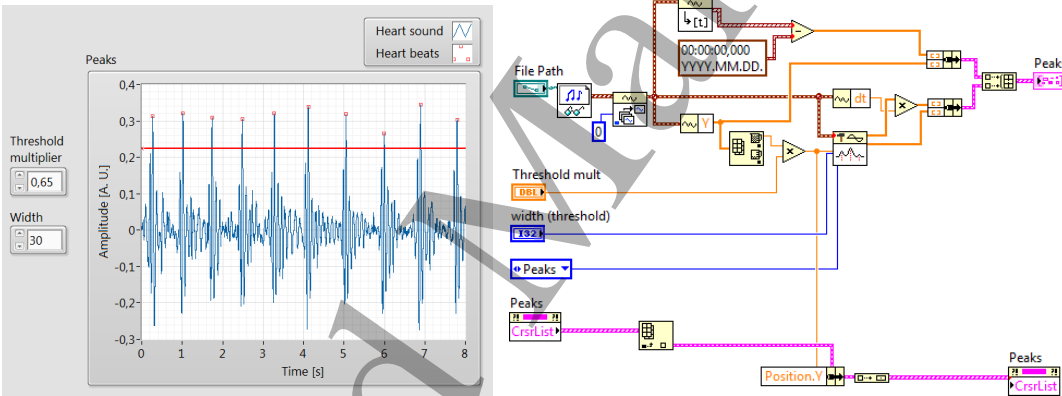 Heart sound
Heart beats
Peaks
Threshold
multiplier
0,65
Width
30
Amplitude [A. U.]
0,4
0,3
0,2
0,1
0
-0,1
-0,2
-0,3
0 1 2 3 4 5 6 7 8
Time [s]
[t]
00:00:00,000
YYYY.MM.DD.
File Path
0
Y
dt
Peak
Threshold mult
DBL
width (threshold)
I32
Peaks
Peaks
CrsrList
Position.Y
Peaks
CrsrList